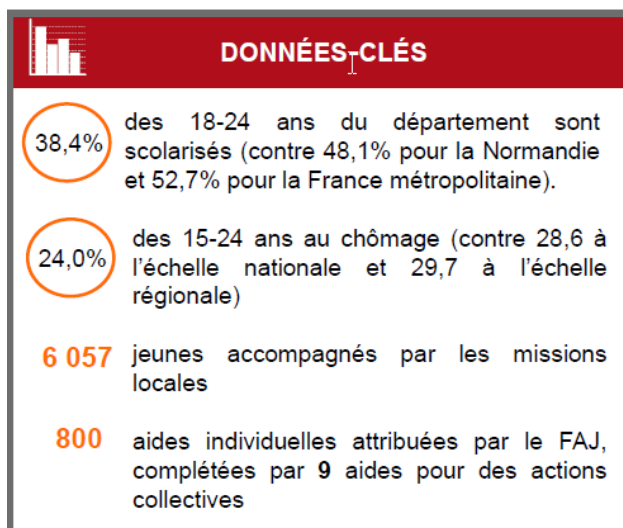 DONNÉES-CLÉS
38,4%
des 18-24 ans du département sont
scolarisés (contre 48,1% pour la Normandie
et 52,7% pour la France métropolitaine).
24,0%
des 15-24 ans au chômage (contre 28,6 à
l'échelle nationale et 29,7 à l'échelle
régionale)
6 057 jeunes accompagnés par les missions
locales
800 aides individuelles attribuées par le FAJ,
complétées par 9 aides pour des actions
collectives